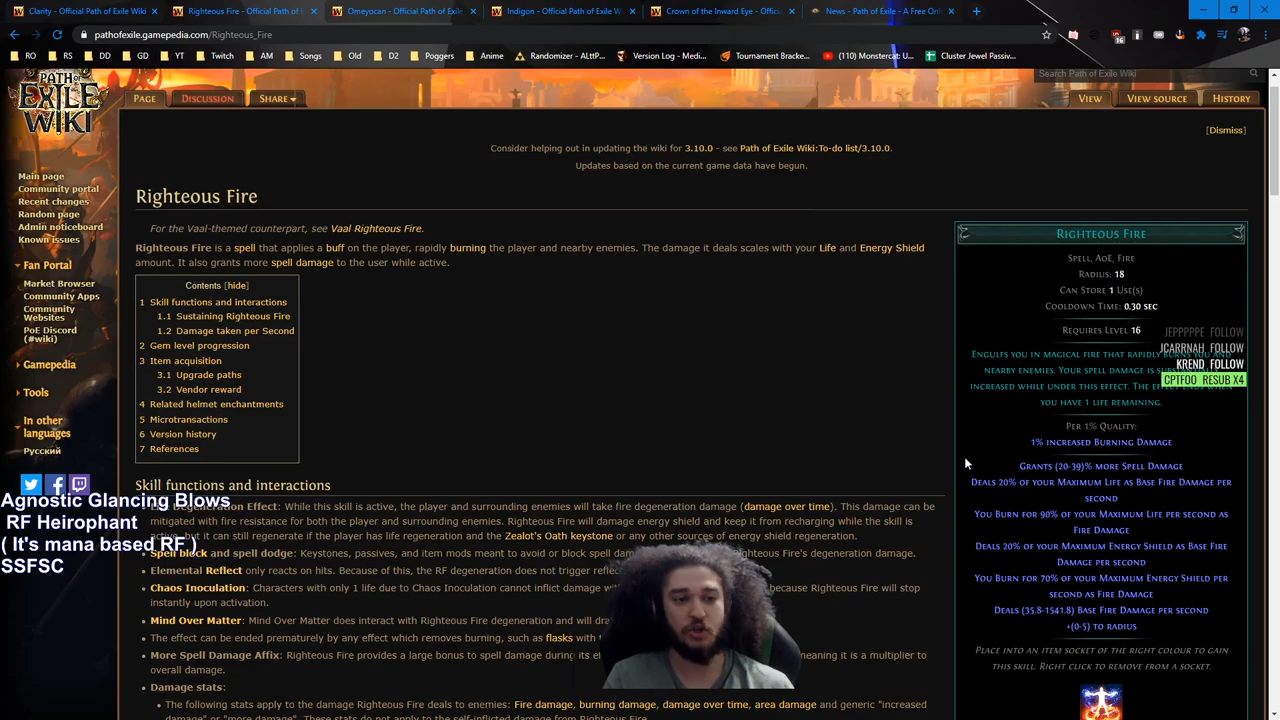 Clarity - Official Path of Exile Wiki
Righteous Fire - Official Path of E
Omeyocan - Official Path of Exile
Indigon - Official Path of Exile Wi
Crown of the Inward Eye - Offici
News - Path of Exile - A Free Onl
pathofexile.gamepedia.com/Righteous_Fire
RO
RS
DD
GD
YT
Twitch
AM
Songs
Old
D2
Poggers
Anime
Randomizer - ALttP...
Version Log - Medi...
Tournament Bracke...
(110) Monstercat: U...
Cluster Jewel Passiv...
PATH OF EXILE WIKI
PAGE
DISCUSSION
SHARE
Search Path of Exile Wiki
VIEW
VIEW SOURCE
HISTORY
[Dismiss]
Consider helping out in updating the wiki for 3.10.0 - see Path of Exile Wiki:To-do list/3.10.0.
Updates based on the current game data have begun.
Main page
Community portal
Recent changes
Random page
Admin noticeboard
Known issues
Fan Portal
Market Browser
Community Apps
Community Websites
PoE Discord (#wiki)
Gamepedia
Tools
In other languages
Русский
Righteous Fire
For the Vaal-themed counterpart, see Vaal Righteous Fire.
Righteous Fire is a spell that applies a buff on the player, rapidly burning the player and nearby enemies. The damage it deals scales with your Life and Energy Shield
amount. It also grants more spell damage to the user while active.
Contents [hide]
1 Skill functions and interactions
1.1 Sustaining Righteous Fire
1.2 Damage taken per Second
2 Gem level progression
3 Item acquisition
3.1 Upgrade paths
3.2 Vendor reward
4 Related helmet enchantments
5 Microtransactions
6 Version history
7 References
Skill functions and interactions
Degeneration Effect: While this skill is active, the player and surrounding enemies will take fire degeneration damage (damage over time). This damage can be
mitigated with fire resistance for both the player and surrounding enemies. Righteous Fire will damage energy shield and keep it from recharging while the skill is
active, but it can still regenerate if the player has life regeneration and the Zealot's Oath keystone or any other sources of energy shield regeneration.
Spell block and spell dodge: Keystones, passives, and item mods meant to avoid or block spell dam
ghteous Fire's degeneration damage.
Elemental Reflect only reacts on hits. Because of this, the RF degeneration does not trigger refle
Chaos Inoculation: Characters with only 1 life due to Chaos Inoculation cannot inflict damage w
because Righteous Fire will stop
instantly upon activation.
Mind Over Matter: Mind Over Matter does interact with Righteous Fire degeneration and will dra
The effect can be ended prematurely by any effect which removes burning, such as flasks with
More Spell Damage Affix: Righteous Fire provides a large bonus to spell damage during its ef
meaning it is a multiplier to
overall damage.
Damage stats:
The following stats apply to the damage Righteous Fire deals to enemies: Fire damage, burning damage, damage over time, area damage and generic "increased
damage" or "more damage". These stats do not apply to the self-inflicted damage from Righteous Fire.
Agnostic Glancing Blows
RF Heirophant
( It's mana based RF )
SSFSC
RIGHTEOUS FIRE
SPELL, AOE, FIRE
RADIUS: 18
CAN STORE 1 USE(S)
COOLDOWN TIME: 0.30 SEC
REQUIRES LEVEL 16
JEPPPPPE FOLLOW
JCARRNAH FOLLOW
KREND FOLLOW
CPTFOO RESUB X4
ENGULFS YOU IN MAGICAL FIRE THAT RAPIDLY BURNS YOU AND
NEARBY ENEMIES. YOUR SPELL DAMAGE IS
INCREASED WHILE UNDER THIS EFFECT. THE EFFECT ENDS WHEN
YOU HAVE 1 LIFE REMAINING.
PER 1% QUALITY:
1% INCREASED BURNING DAMAGE
GRANTS (20-39)% MORE SPELL DAMAGE
DEALS 20% OF YOUR MAXIMUM LIFE AS BASE FIRE DAMAGE PER
SECOND
YOU BURN FOR 90% OF YOUR MAXIMUM LIFE PER SECOND AS
FIRE DAMAGE
DEALS 20% OF YOUR MAXIMUM ENERGY SHIELD AS BASE FIRE
DAMAGE PER SECOND
YOU BURN FOR 70% OF YOUR MAXIMUM ENERGY SHIELD PER
SECOND AS FIRE DAMAGE
DEALS (35.8-1541.8) BASE FIRE DAMAGE PER SECOND
+(0-5) TO RADIUS
PLACE INTO AN ITEM SOCKET OF THE RIGHT COLOUR TO GAIN
THIS SKILL. RIGHT CLICK TO REMOVE FROM A SOCKET.